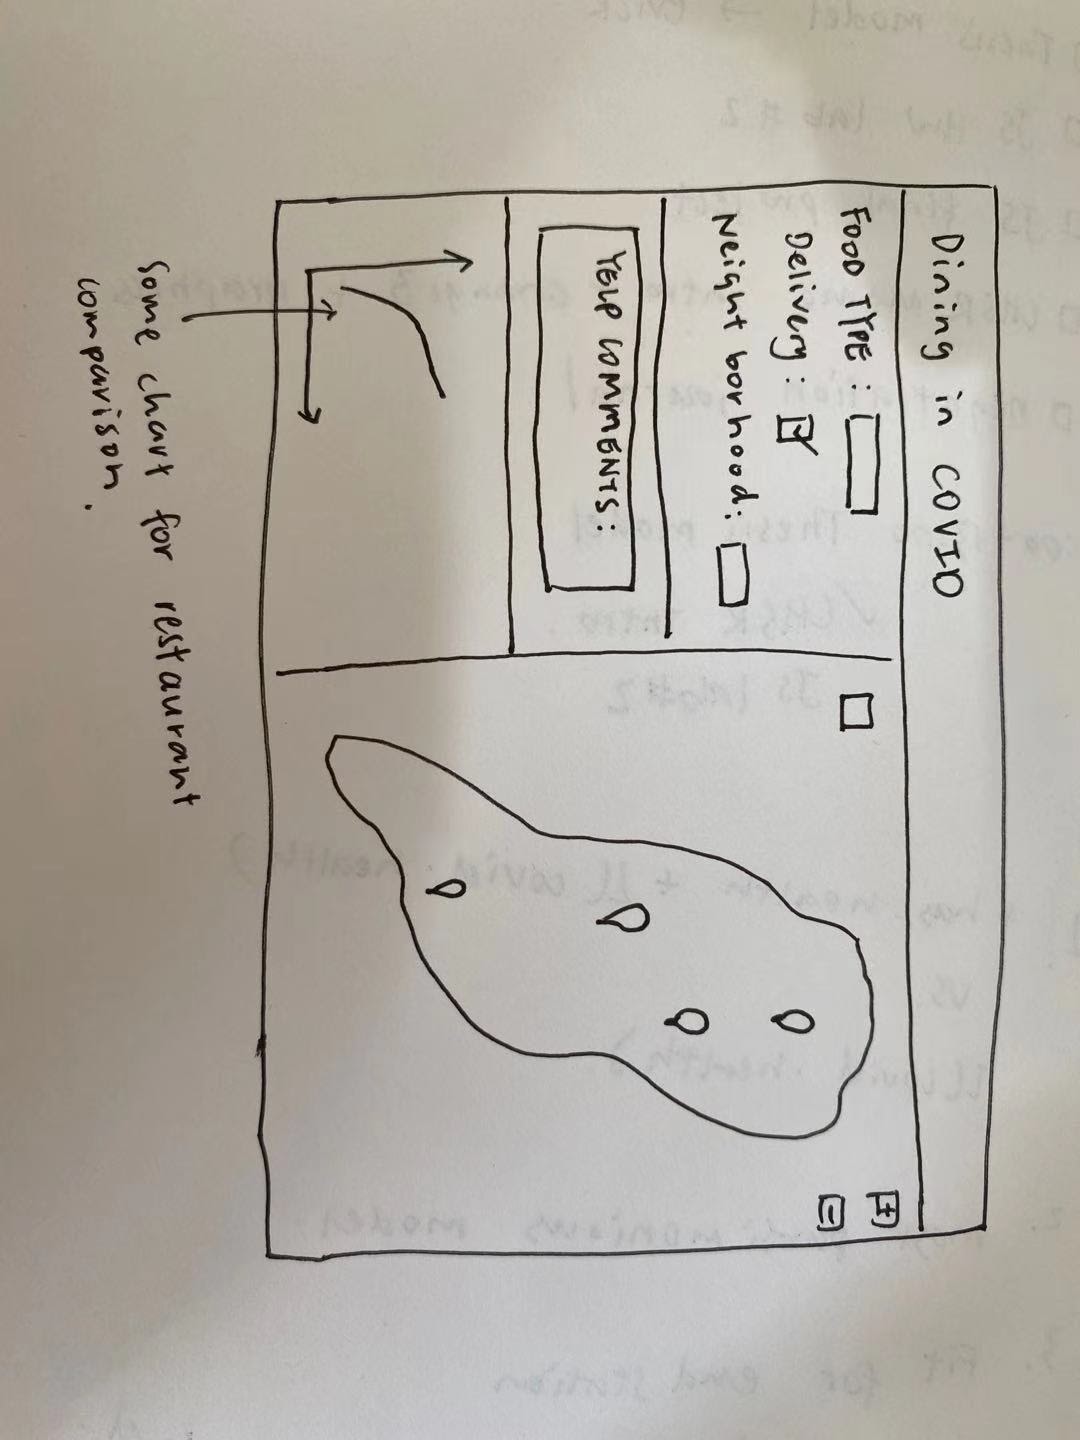 Dining in COVID
FOOD TYPE :
Delivery :
Neight borhood :
YELP COMMENTS :
+
-
Some chart for restaurant
comparison.